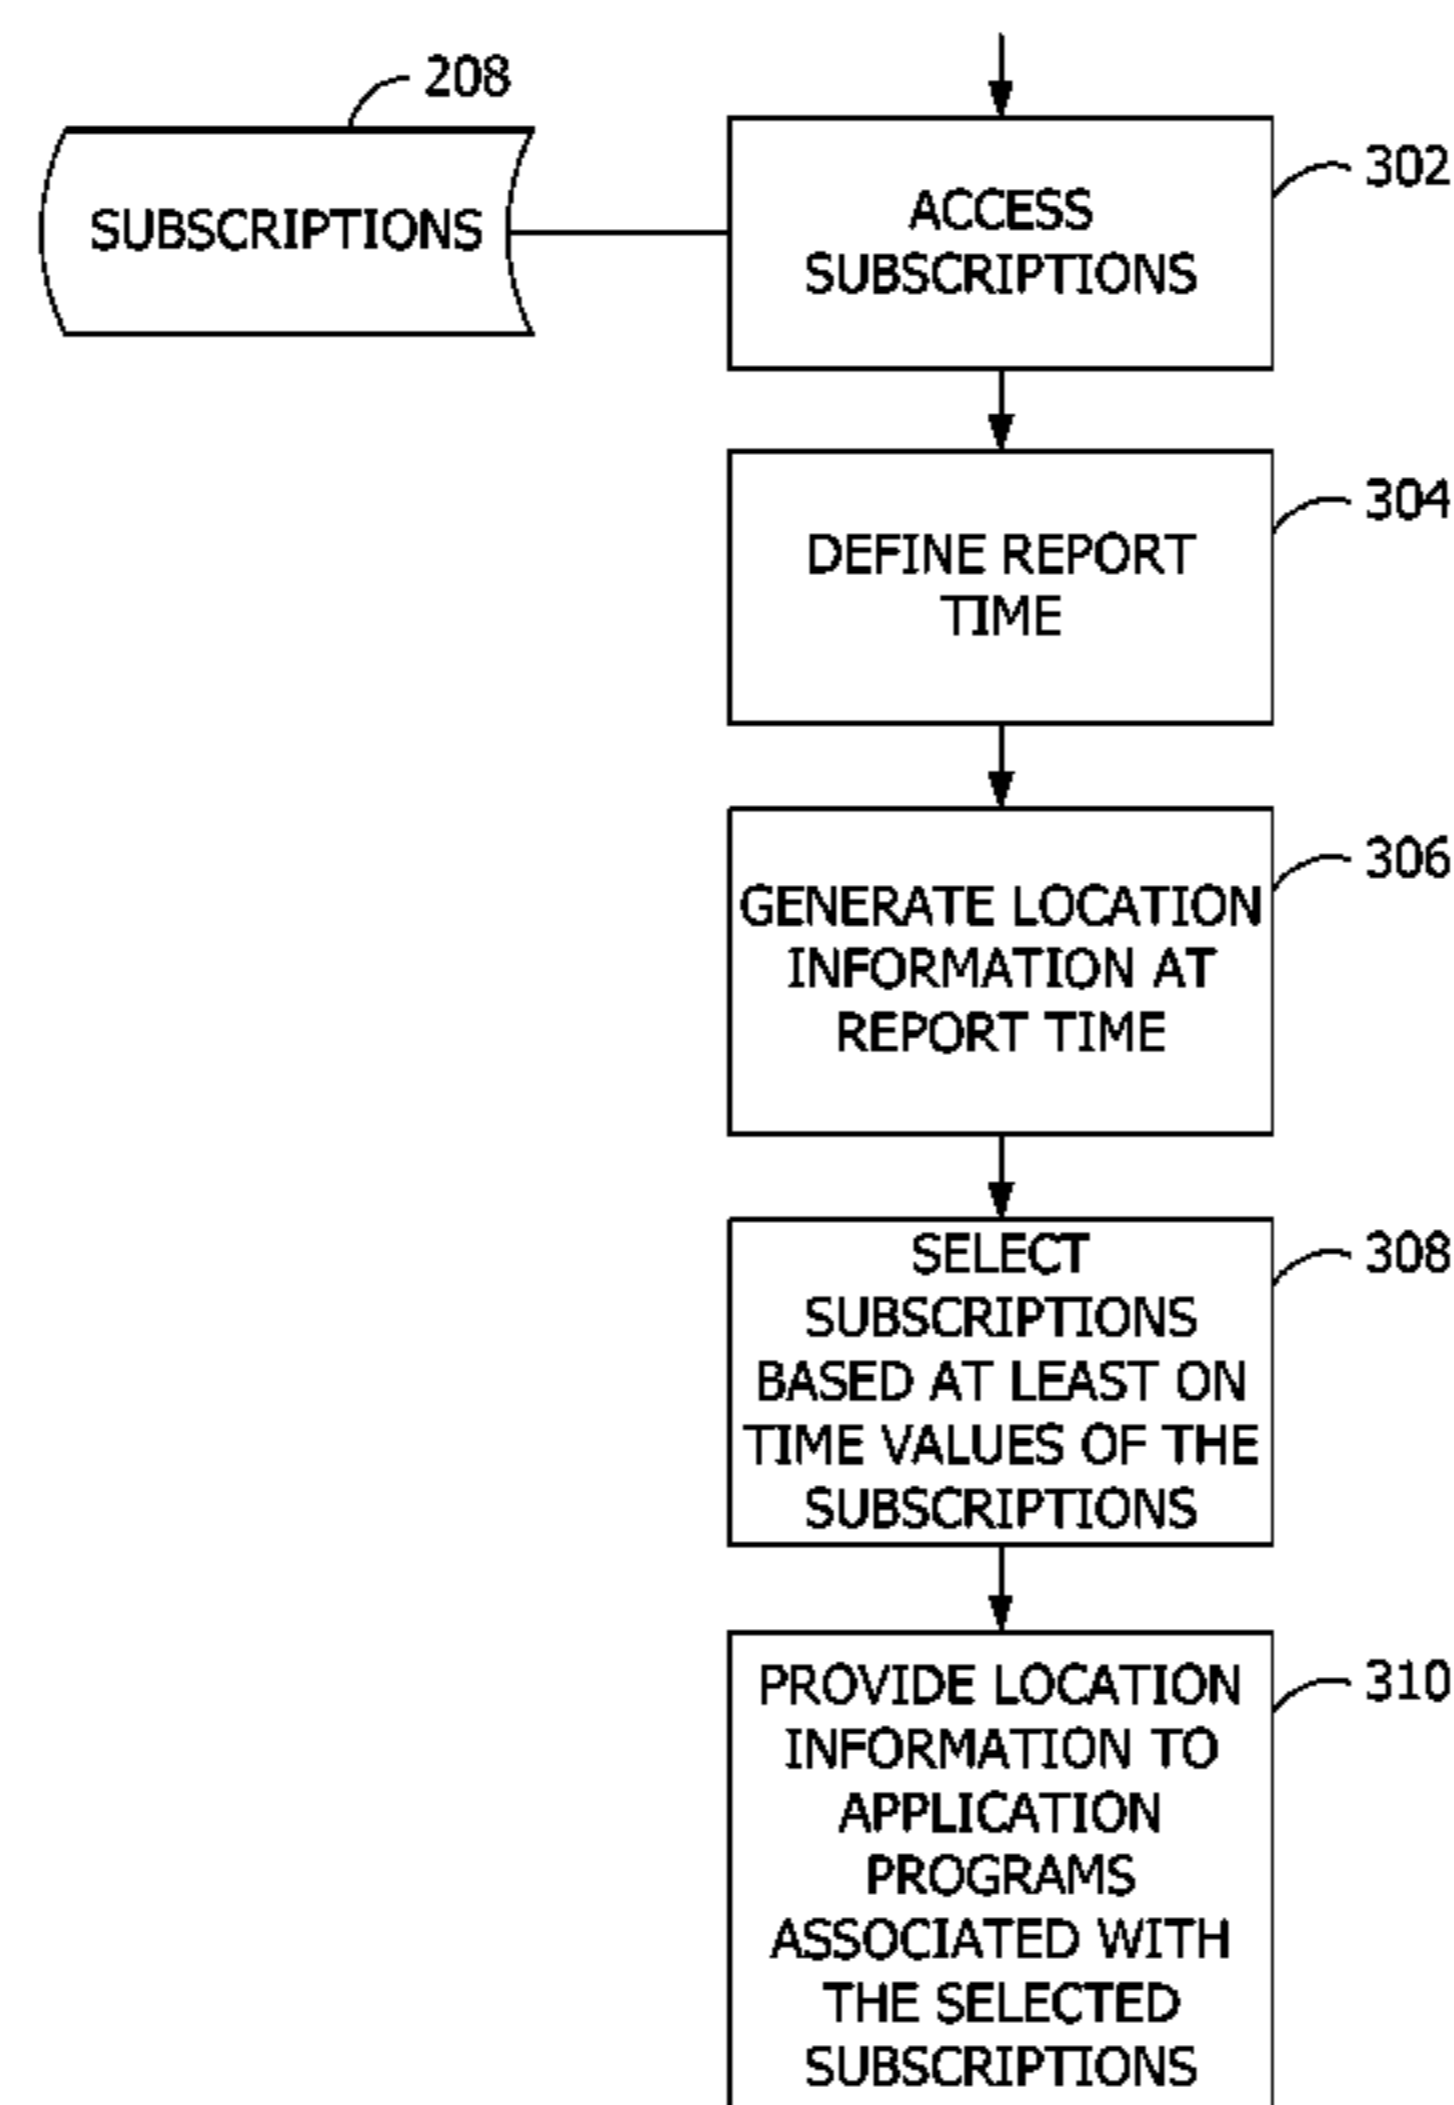 208
SUBSCRIPTIONS
302
ACCESS
SUBSCRIPTIONS
304
DEFINE REPORT
TIME
306
GENERATE LOCATION
INFORMATION AT
REPORT TIME
308
SELECT
SUBSCRIPTIONS
BASED AT LEAST ON
TIME VALUES OF THE
SUBSCRIPTIONS
310
PROVIDE LOCATION
INFORMATION TO
APPLICATION
PROGRAMS
ASSOCIATED WITH
THE SELECTED
SUBSCRIPTIONS